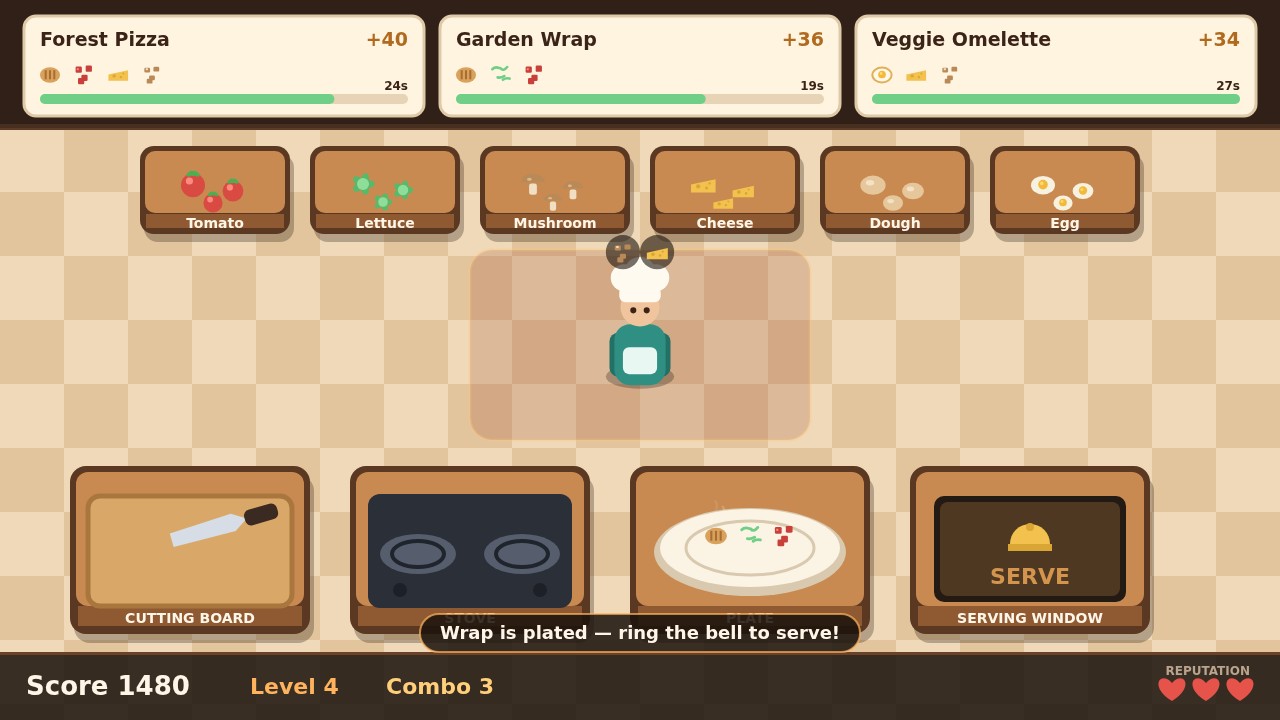 Forest Pizza +40
24s
Garden Wrap +36
19s
Veggie Omelette +34
27s
Tomato
Lettuce
Mushroom
Cheese
Dough
Egg
SERVE
CUTTING BOARD
STOVE
PLATE
SERVING WINDOW
Wrap is plated — ring the bell to serve!
Score 1480
Level 4
Combo 3
REPUTATION